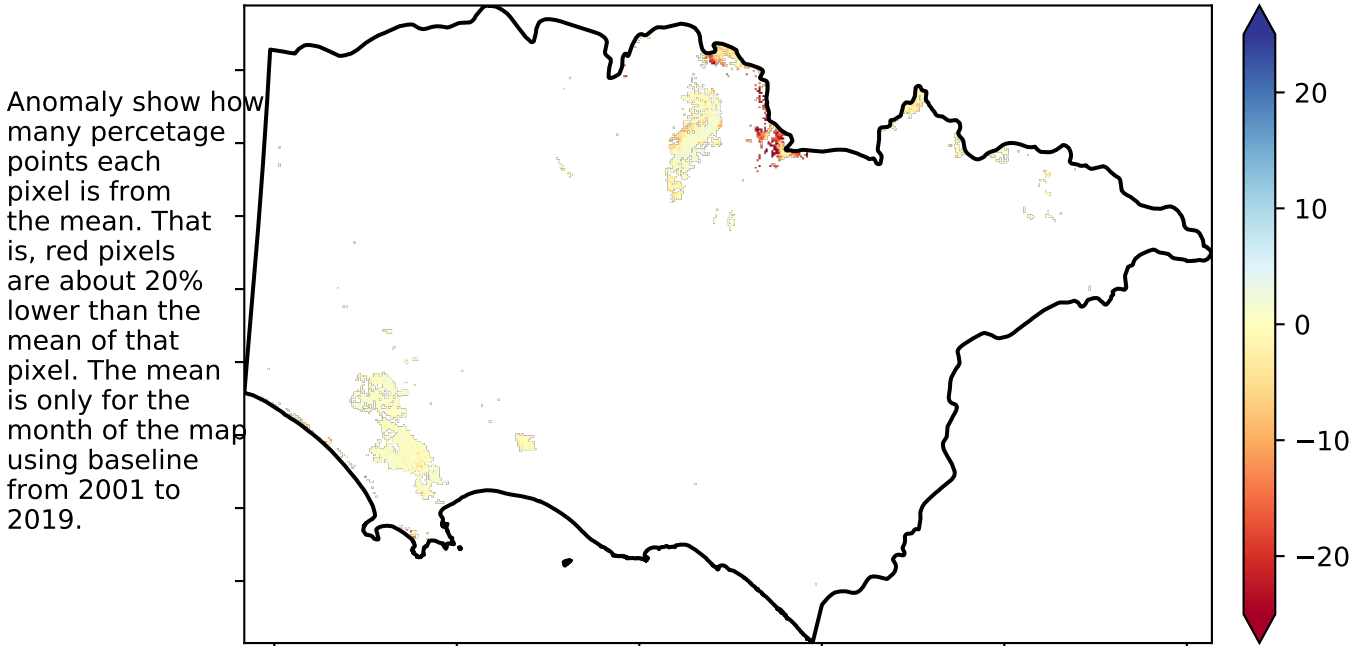 Anomaly show how
many percetage
points each
pixel is from
the mean. That
is, red pixels
are about 20%
lower than the
mean of that
pixel. The mean
is only for the
month of the map
using baseline
from 2001 to
2019.
20
10
0
−10
−20